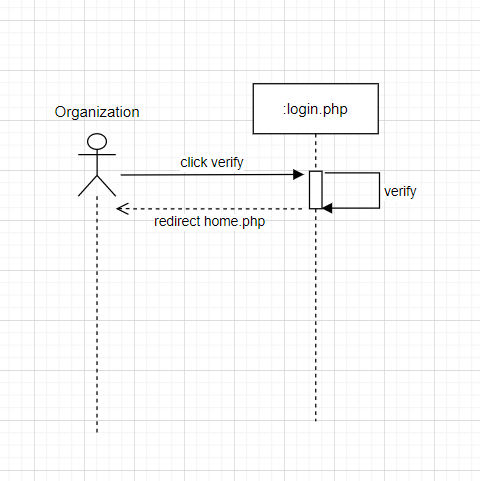 Organization
:login.php
click verify
verify
redirect home.php